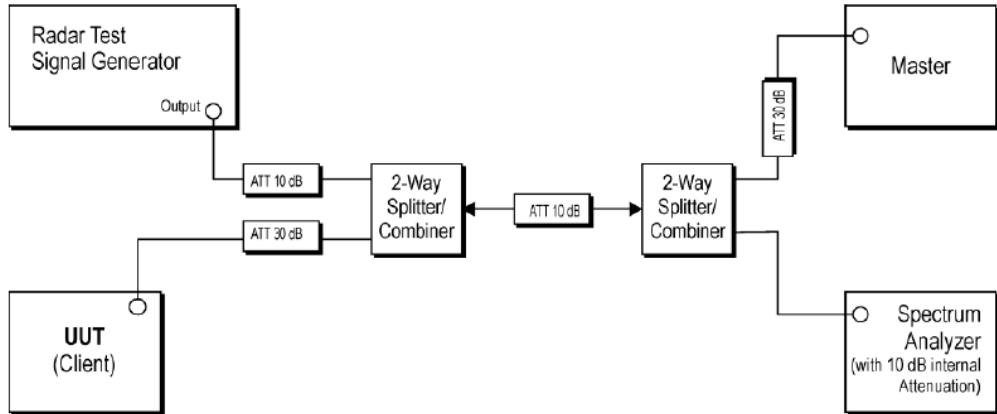 Radar Test
Signal Generator
Output
ATT 10 dB
ATT 30 dB
2-Way
Splitter/
Combiner
ATT 10 dB
2-Way
Splitter/
Combiner
ATT 30 dB
Master
UUT
(Client)
Spectrum
Analyzer
(with 10 dB internal
Attenuation)